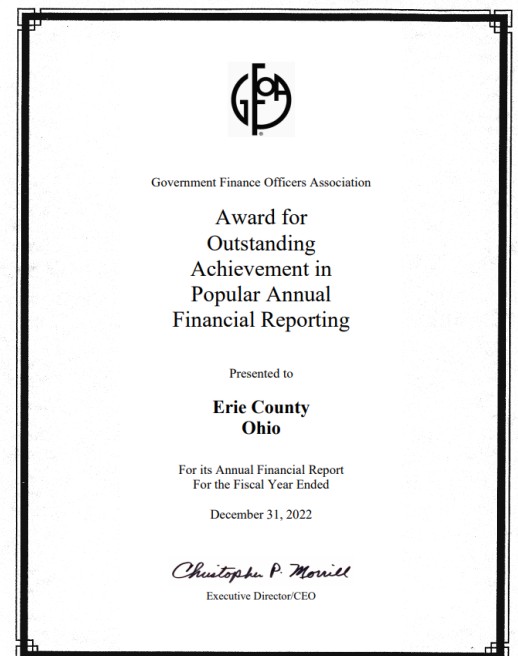 GFOA
Government Finance Officers Association
Award for
Outstanding
Achievement in
Popular Annual
Financial Reporting
Presented to
Erie County
Ohio
For its Annual Financial Report
For the Fiscal Year Ended
December 31, 2022
Christopher P. Morrill
Executive Director/CEO